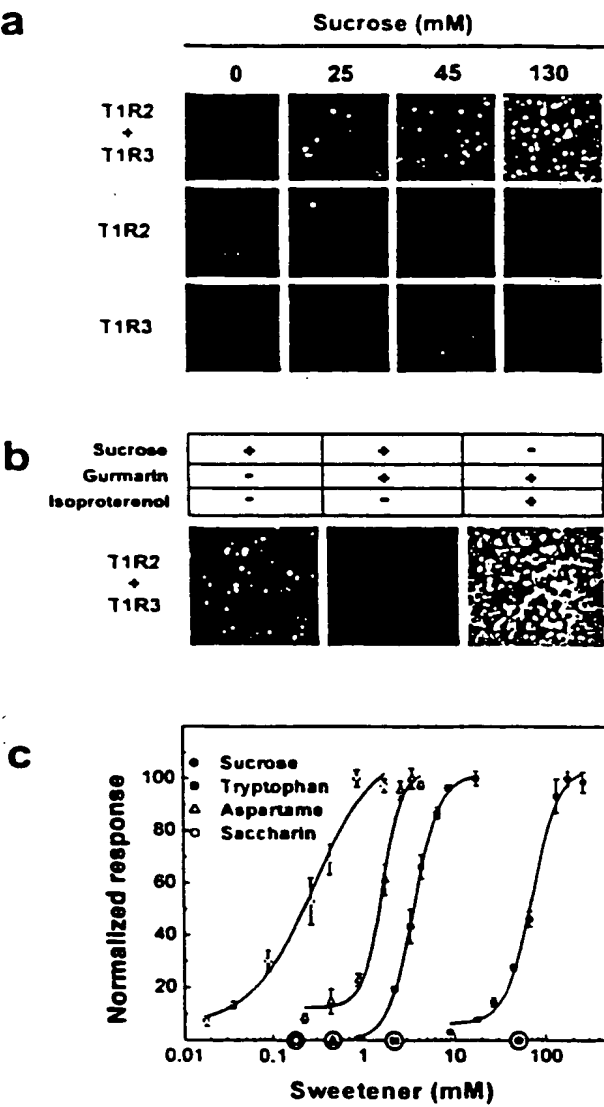 a
Sucrose (mM)
0 25 45 130
T1R2
+
T1R3
T1R2
T1R3
b
Sucrose + + -
Gurmarin - + +
Isoproterenol - - +
T1R2
+
T1R3
c
Normalized response
100
80
60
40
20
0
Sucrose
Tryptophan
Aspartame
Saccharin
0.01 0.1 1 10 100
Sweetener (mM)